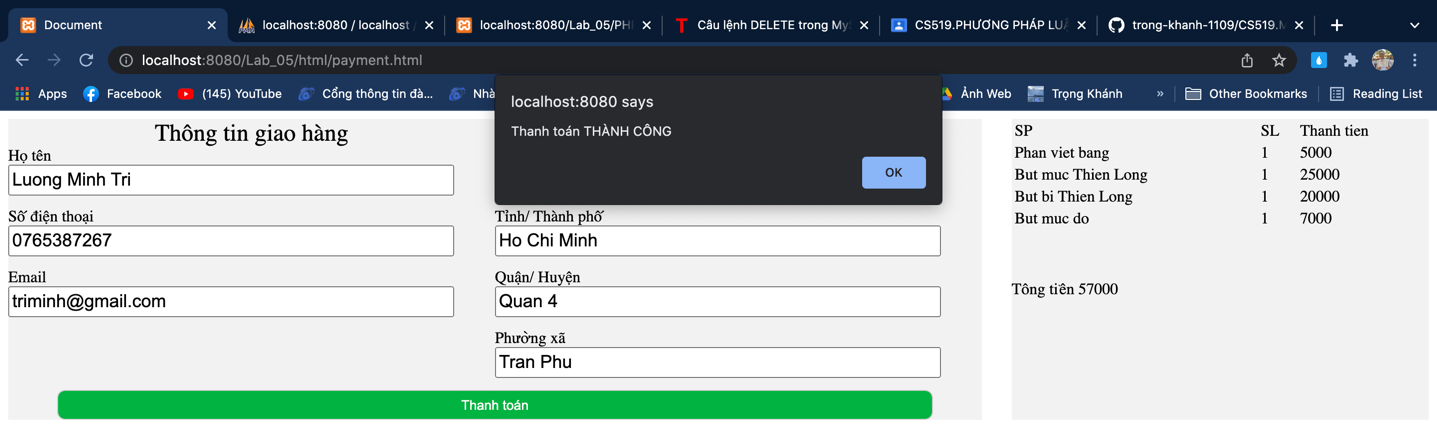 Document
localhost:8080 / localhost /
localhost:8080/Lab_05/PH
Câu lệnh DELETE trong My
CS519.PHƯƠNG PHÁP LUẬ
trong-khanh-1109/CS519.M
localhost:8080/Lab_05/html/payment.html
Apps
Facebook
(145) YouTube
Cổng thông tin đà...
Nhà
Ảnh Web
Trọng Khánh
»
Other Bookmarks
Reading List
localhost:8080 says
Thanh toán THÀNH CÔNG
OK
Thông tin giao hàng
Họ tên
Luong Minh Tri
Số điện thoại
0765387267
Email
triminh@gmail.com
Tỉnh/ Thành phố
Ho Chi Minh
Quận/ Huyện
Quan 4
Phường xã
Tran Phu
Thanh toán
SP SL Thanh tien
Phan viet bang 1 5000
But muc Thien Long 1 25000
But bi Thien Long 1 20000
But muc do 1 7000
Tông tiền 57000